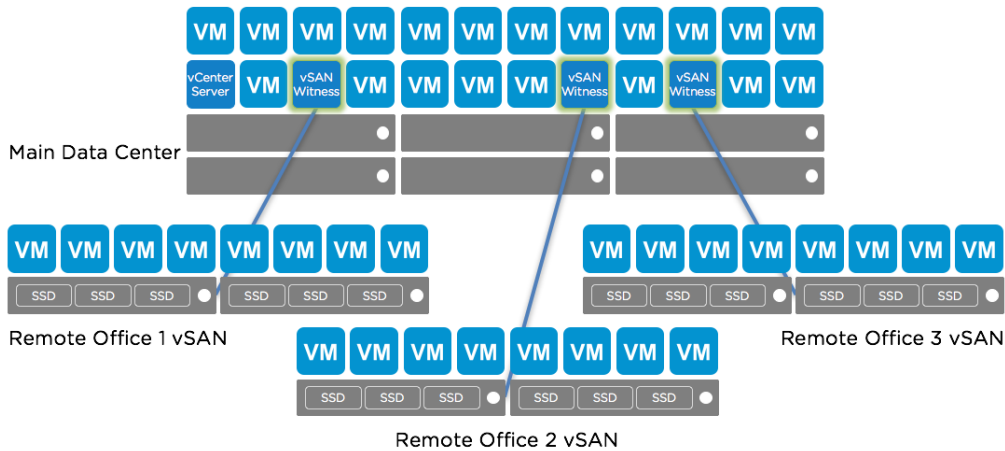 VM VM VM VM VM VM VM VM VM VM VM VM
vCenter Server VM vSAN Witness VM VM VM VM vSAN Witness VM vSAN Witness VM VM
Main Data Center
VM VM VM VM VM VM VM VM
VM VM VM VM VM VM VM VM
SSD SSD SSD SSD SSD SSD
SSD SSD SSD SSD SSD SSD
Remote Office 1 vSAN
Remote Office 3 vSAN
VM VM VM VM VM VM VM VM
SSD SSD SSD SSD SSD SSD
Remote Office 2 vSAN